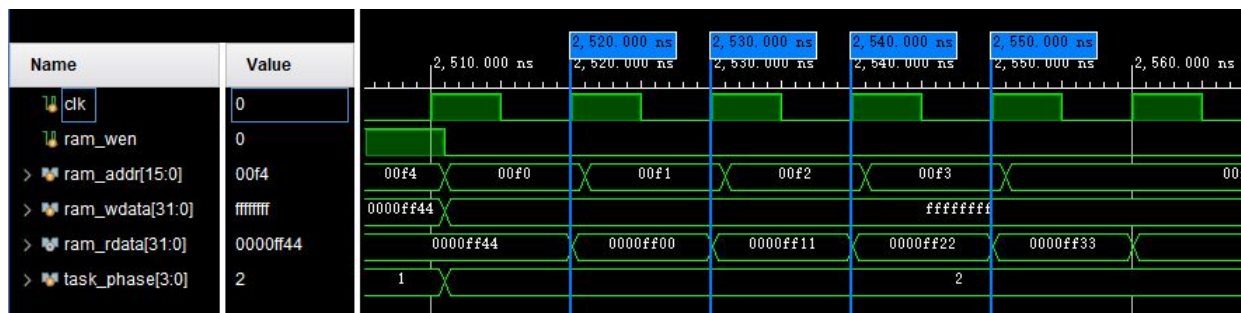 2,520.000 ns 2,530.000 ns 2,540.000 ns 2,550.000 ns
Name Value 2,510.000 ns 2,520.000 ns 2,530.000 ns 2,540.000 ns 2,550.000 ns 2,560.000 ns
clk 0
ram_wen 0
> ram_addr[15:0] 00f4 00f4 00f0 00f1 00f2 00f3 00
> ram_wdata[31:0] ffffffff 0000ff44 ffffffff
> ram_rdata[31:0] 0000ff44 0000ff44 0000ff00 0000ff11 0000ff22 0000ff33
> task_phase[3:0] 2 1 2